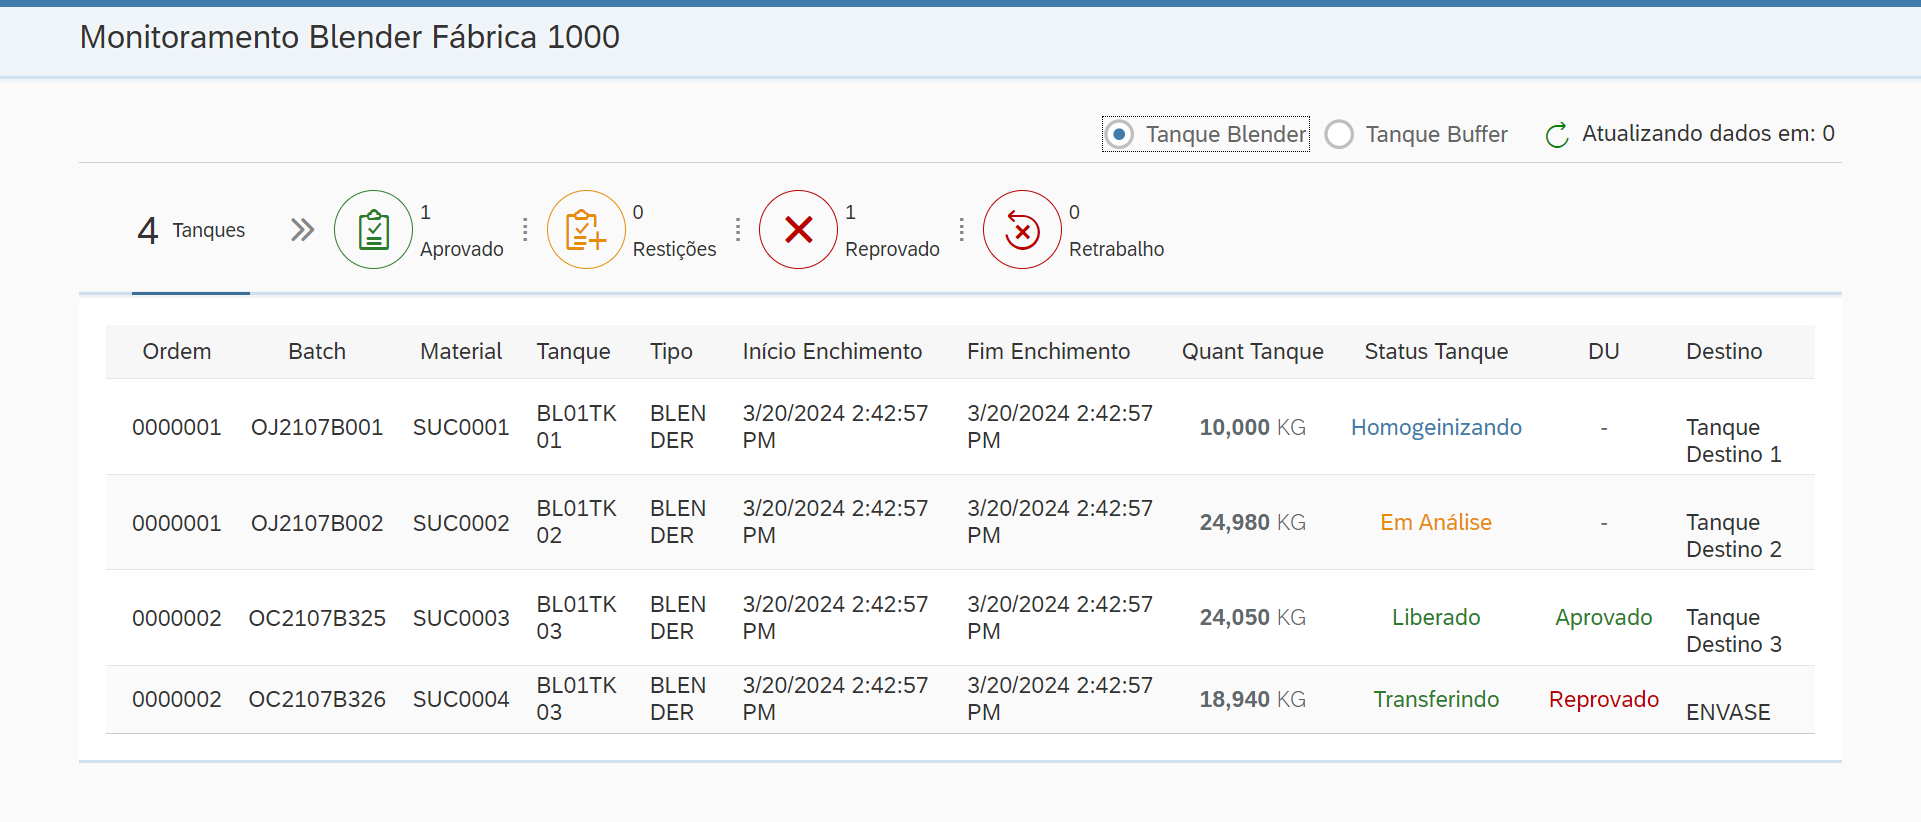 Monitoramento Blender Fábrica 1000
Tanque Blender Tanque Buffer Atualizando dados em: 0
4 Tanques
1
Aprovado
0
Restições
1
Reprovado
0
Retrabalho
Ordem Batch Material Tanque Tipo Início Enchimento Fim Enchimento Quant Tanque Status Tanque DU Destino
0000001 OJ2107B001 SUC0001 BL01TK BLEN 3/20/2024 2:42:57 3/20/2024 2:42:57 10,000 KG Homogeinizando - Tanque
01 DER PM PM Destino 1
0000001 OJ2107B002 SUC0002 BL01TK BLEN 3/20/2024 2:42:57 3/20/2024 2:42:57 24,980 KG Em Análise - Tanque
02 DER PM PM Destino 2
0000002 OC2107B325 SUC0003 BL01TK BLEN 3/20/2024 2:42:57 3/20/2024 2:42:57 24,050 KG Liberado Aprovado Tanque
03 DER PM PM Destino 3
0000002 OC2107B326 SUC0004 BL01TK BLEN 3/20/2024 2:42:57 3/20/2024 2:42:57 18,940 KG Transferindo Reprovado
03 DER PM PM ENVASE